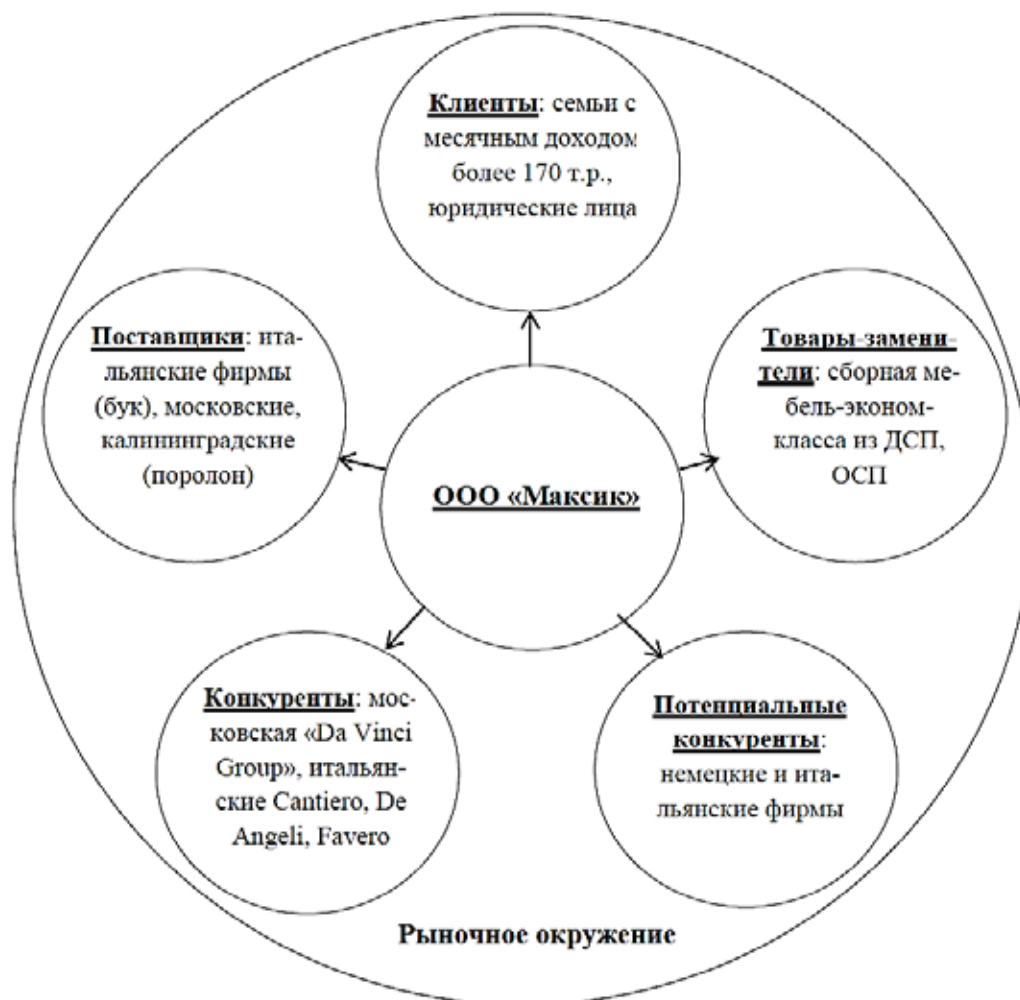 Клиенты: семьи с
месячным доходом
более 170 т.р.,
юридические лица
Поставщики: ита-
льянские фирмы
(бук), московские,
калининградские
(поролон)
Товары-замени-
тели: сборная ме-
бель-эконом-
класса из ДСП,
ОСП
ООО «Максик»
Конкуренты: мос-
ковская «Da Vinci
Group», итальян-
ские Cantiero, De
Angeli, Favero
Потенциальные
конкуренты:
немецкие и ита-
льянские фирмы
Рыночное окружение